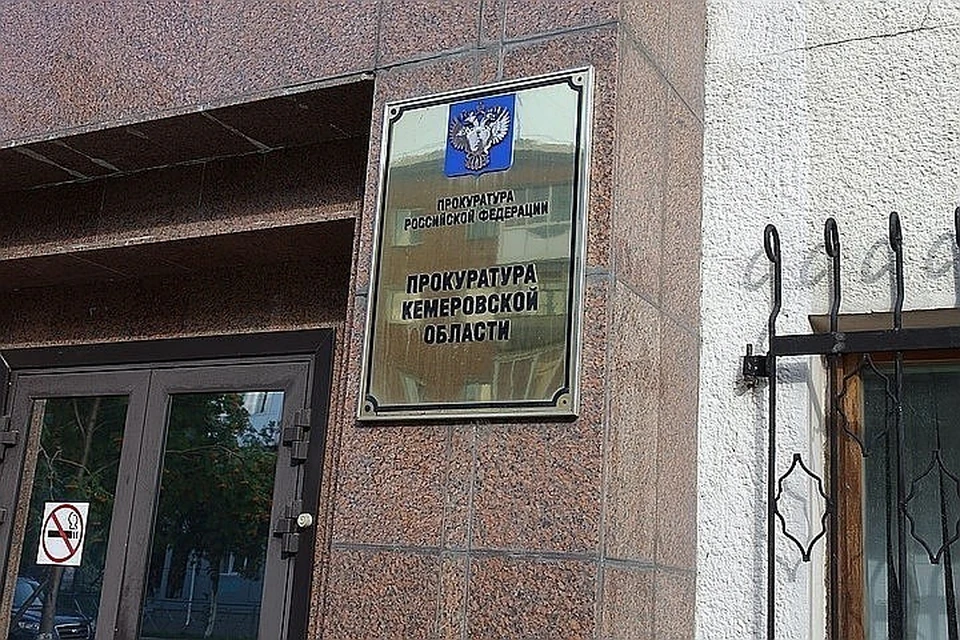 ПРОКУРАТУРА
РОССИЙСКОЙ ФЕДЕРАЦИИ
ПРОКУРАТУРА
КЕМЕРОВСКОЙ
ОБЛАСТИ